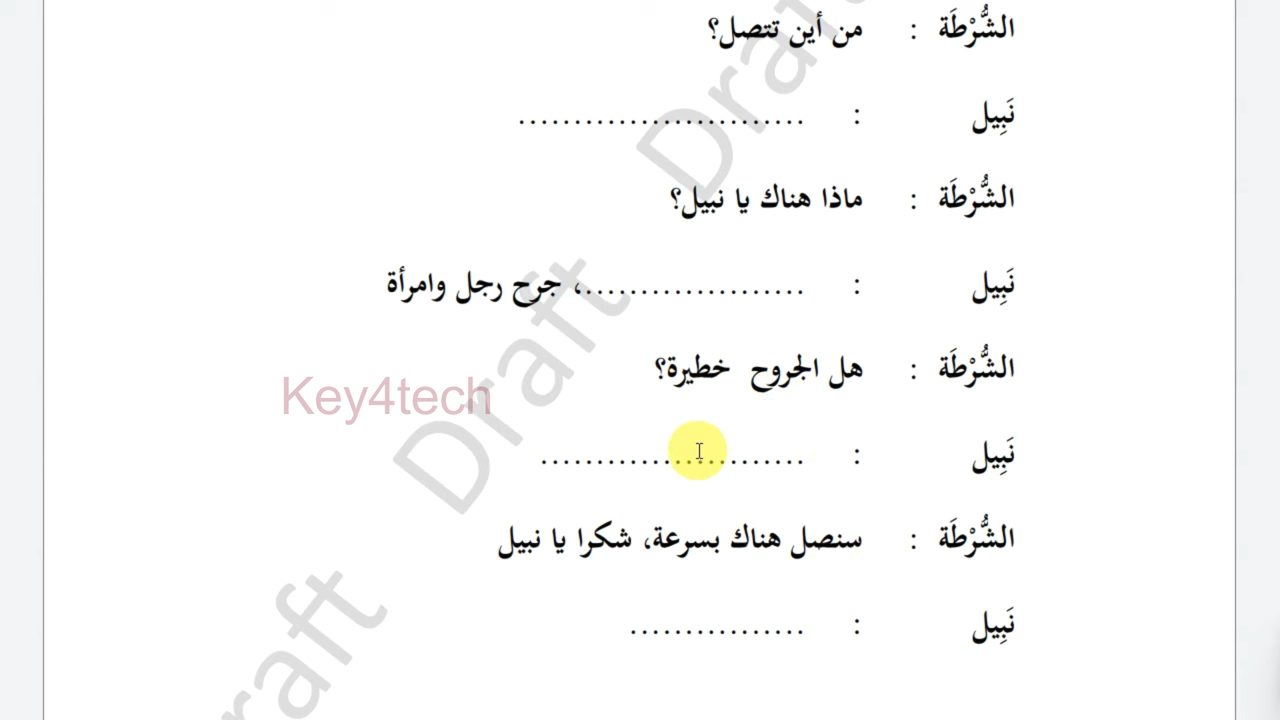 الشُّرْطَة : من أين تتصل؟
نَبِيل : ..........................
الشُّرْطَة : ماذا هناك يا نبيل؟
نَبِيل : ....................، جرح رجل وامرأة
الشُّرْطَة : هل الجروح خطيرة؟
Key4tech
نَبِيل : ........................
الشُّرْطَة : سنصل هناك بسرعة، شكرا يا نبيل
نَبِيل : ................
Draft
Draft
Draft